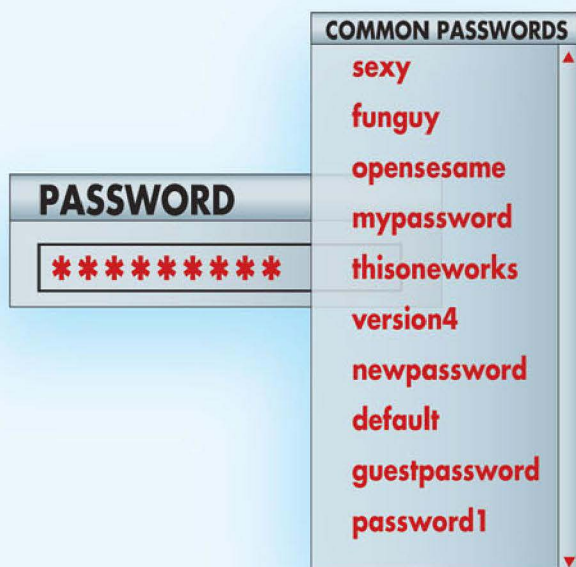 COMMON PASSWORDS
sexy
funguy
opensesame
mypassword
thisoneworks
version4
newpassword
default
guestpassword
password1
PASSWORD
*********